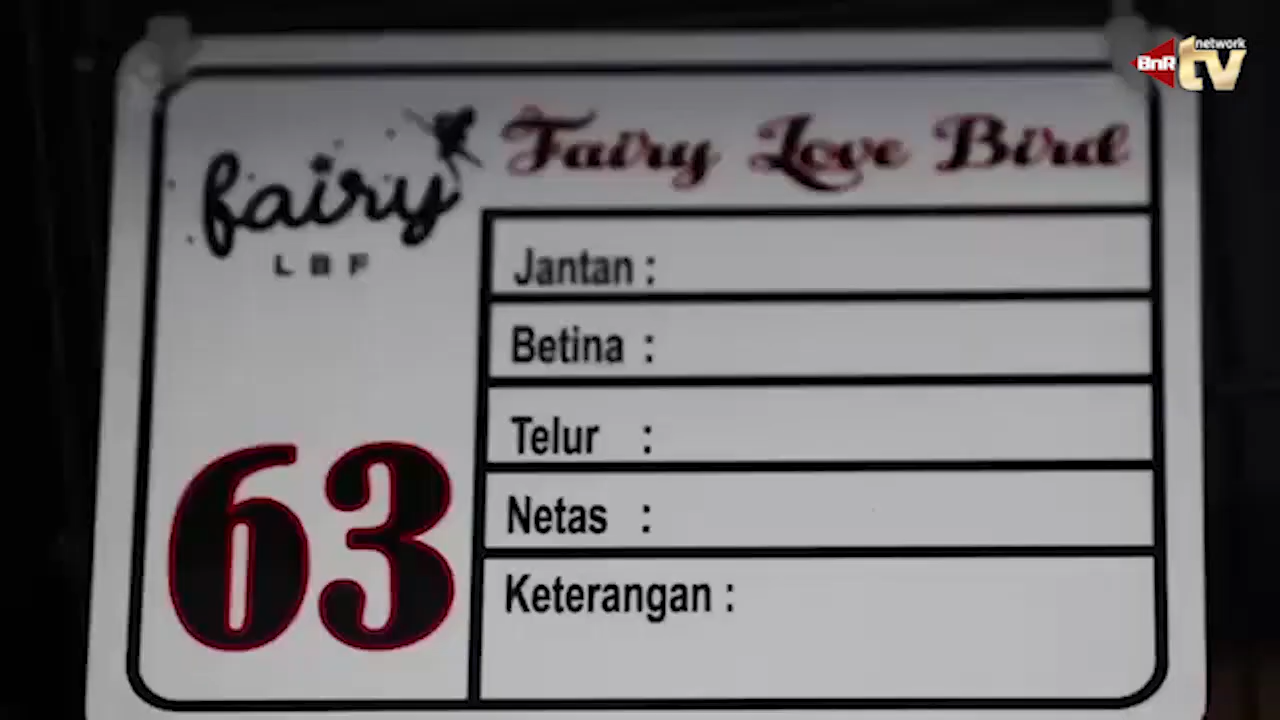 BnR tv network
fairy
LBF
Fairy Love Bird
Jantan :
Betina :
Telur :
Netas :
Keterangan :
63